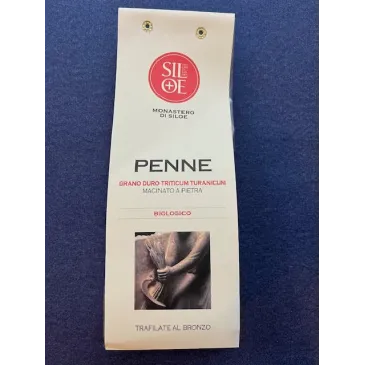 SIL
OE
MONASTERO
DI SILOE
PENNE
GRANO DURO TRITICUM TURANICUM
MACINATO A PIETRA
BIOLOGICO
TRAFILATE AL BRONZO